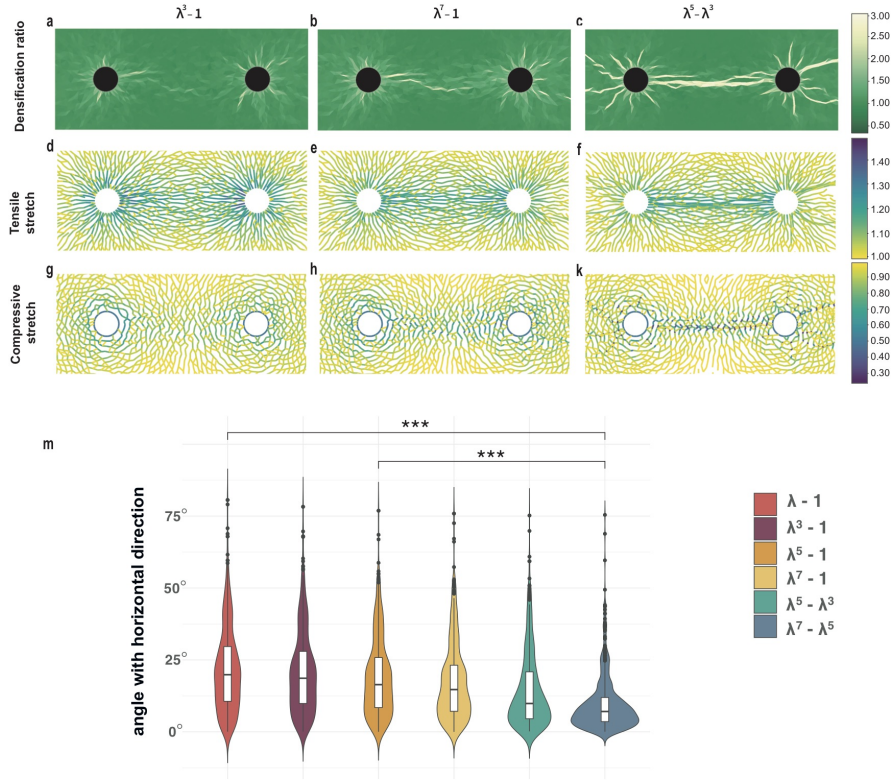 λ³-1 λ⁷-1 λ⁵-λ³
a b c
Densification ratio
3.00
2.50
2.00
1.50
1.00
0.50
d e f
Tensile
stretch
1.40
1.30
1.20
1.10
1.00
g h k
Compressive
stretch
0.90
0.80
0.70
0.60
0.50
0.40
0.30
m
***
***
angle with horizontal direction
75°
50°
25°
0°
λ - 1
λ³ - 1
λ⁵ - 1
λ⁷ - 1
λ⁵ - λ³
λ⁷ - λ⁵